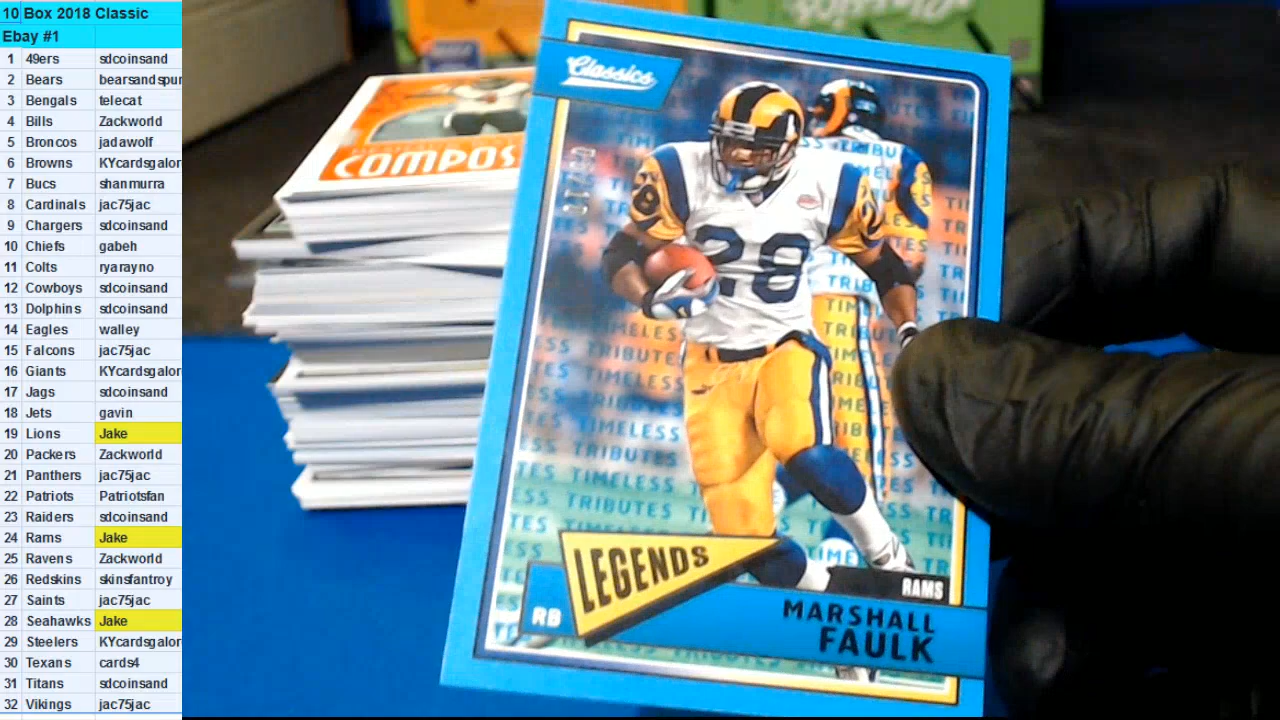 10 Box 2018 Classic
Ebay #1
1 49ers sdcoinsand
2 Bears bearsandspur
3 Bengals telecat
4 Bills Zackworld
5 Broncos jadawolf
6 Browns KYcardsgalor
7 Bucs shanmurra
8 Cardinals jac75jac
9 Chargers sdcoinsand
10 Chiefs gabeh
11 Colts ryarayno
12 Cowboys sdcoinsand
13 Dolphins sdcoinsand
14 Eagles walley
15 Falcons jac75jac
16 Giants KYcardsgalor
17 Jags sdcoinsand
18 Jets gavin
19 Lions Jake
20 Packers Zackworld
21 Panthers jac75jac
22 Patriots Patriotsfan
23 Raiders sdcoinsand
24 Rams Jake
25 Ravens Zackworld
26 Redskins skinsfantroy
27 Saints jac75jac
28 Seahawks Jake
29 Steelers KYcardsgalor
30 Texans cards4
31 Titans sdcoinsand
32 Vikings jac75jac
Classics
COMPOS
28
TIMELESS TRIBUTES
LEGENDS
RAMS
RB
MARSHALL
FAULK